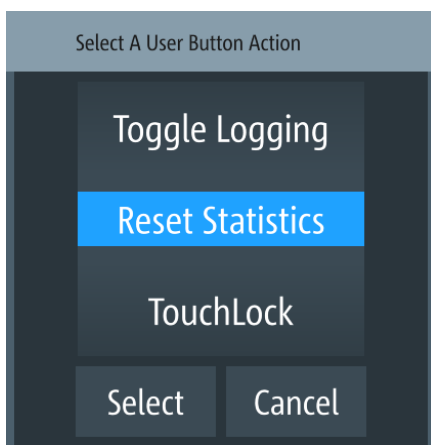 Select A User Button Action
Toggle Logging
Reset Statistics
TouchLock
Select Cancel